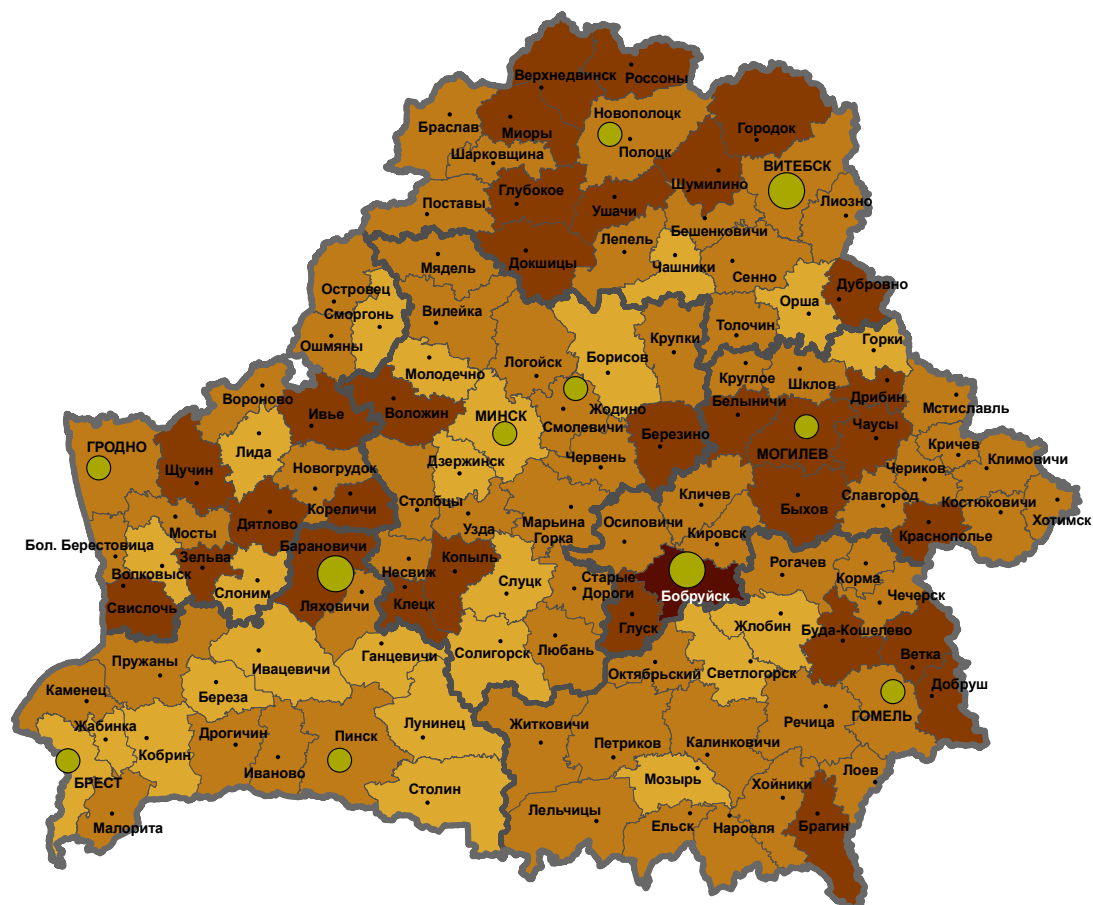 Верхнедвинск
Россоны
Браслав
Миоры
Новополоцк
Полоцк
Городок
Шарковщина
ВИТЕБСК
Глубокое
Шумилино
Поставы
Ушачи
Лиозно
Бешенковичи
Лепель
Докшицы
Мядель
Чашники
Сенно
Островец
Сморгонь
Вилейка
Орша
Дубровно
Толочин
Ошмяны
Крупки
Горки
Борисов
Логойск
Молодечно
Круглое
Шклов
Вороново
Ивье
Воложин
МИНСК
Жодино
Белыничи
Дрибин
Мстиславль
Смолевичи
Чаусы
ГРОДНО
Лида
Березино
Кричев
МОГИЛЕВ
Климовичи
Щучин
Новогрудок
Дзержинск
Червень
Чериков
Кореличи
Столбцы
Кличев
Славгород
Костюковичи
Дятлово
Быхов
Хотимск
Мосты
Узда
Марьина
Горка
Осиповичи
Кировск
Краснополье
Бол. Берестовица
Зельва
Барановичи
Копыль
Волковыск
Несвиж
Слуцк
Старые
Дороги
Рогачев
Корма
Слоним
Бобруйск
Чечерск
Свислочь
Ляховичи
Клецк
Глуск
Жлобин
Буда-Кошелево
Любань
Ганцевичи
Солигорск
Ветка
Пружаны
Ивацевичи
Октябрьский
Светлогорск
Добруш
Каменец
Береза
ГОМЕЛЬ
Жабинка
Кобрин
Дрогичин
Пинск
Лунинец
Житковичи
Петриков
Калинковичи
Речица
Иваново
Лоев
БРЕСТ
Мозырь
Хойники
Столин
Лельчицы
Малорита
Ельск
Наровля
Брагин